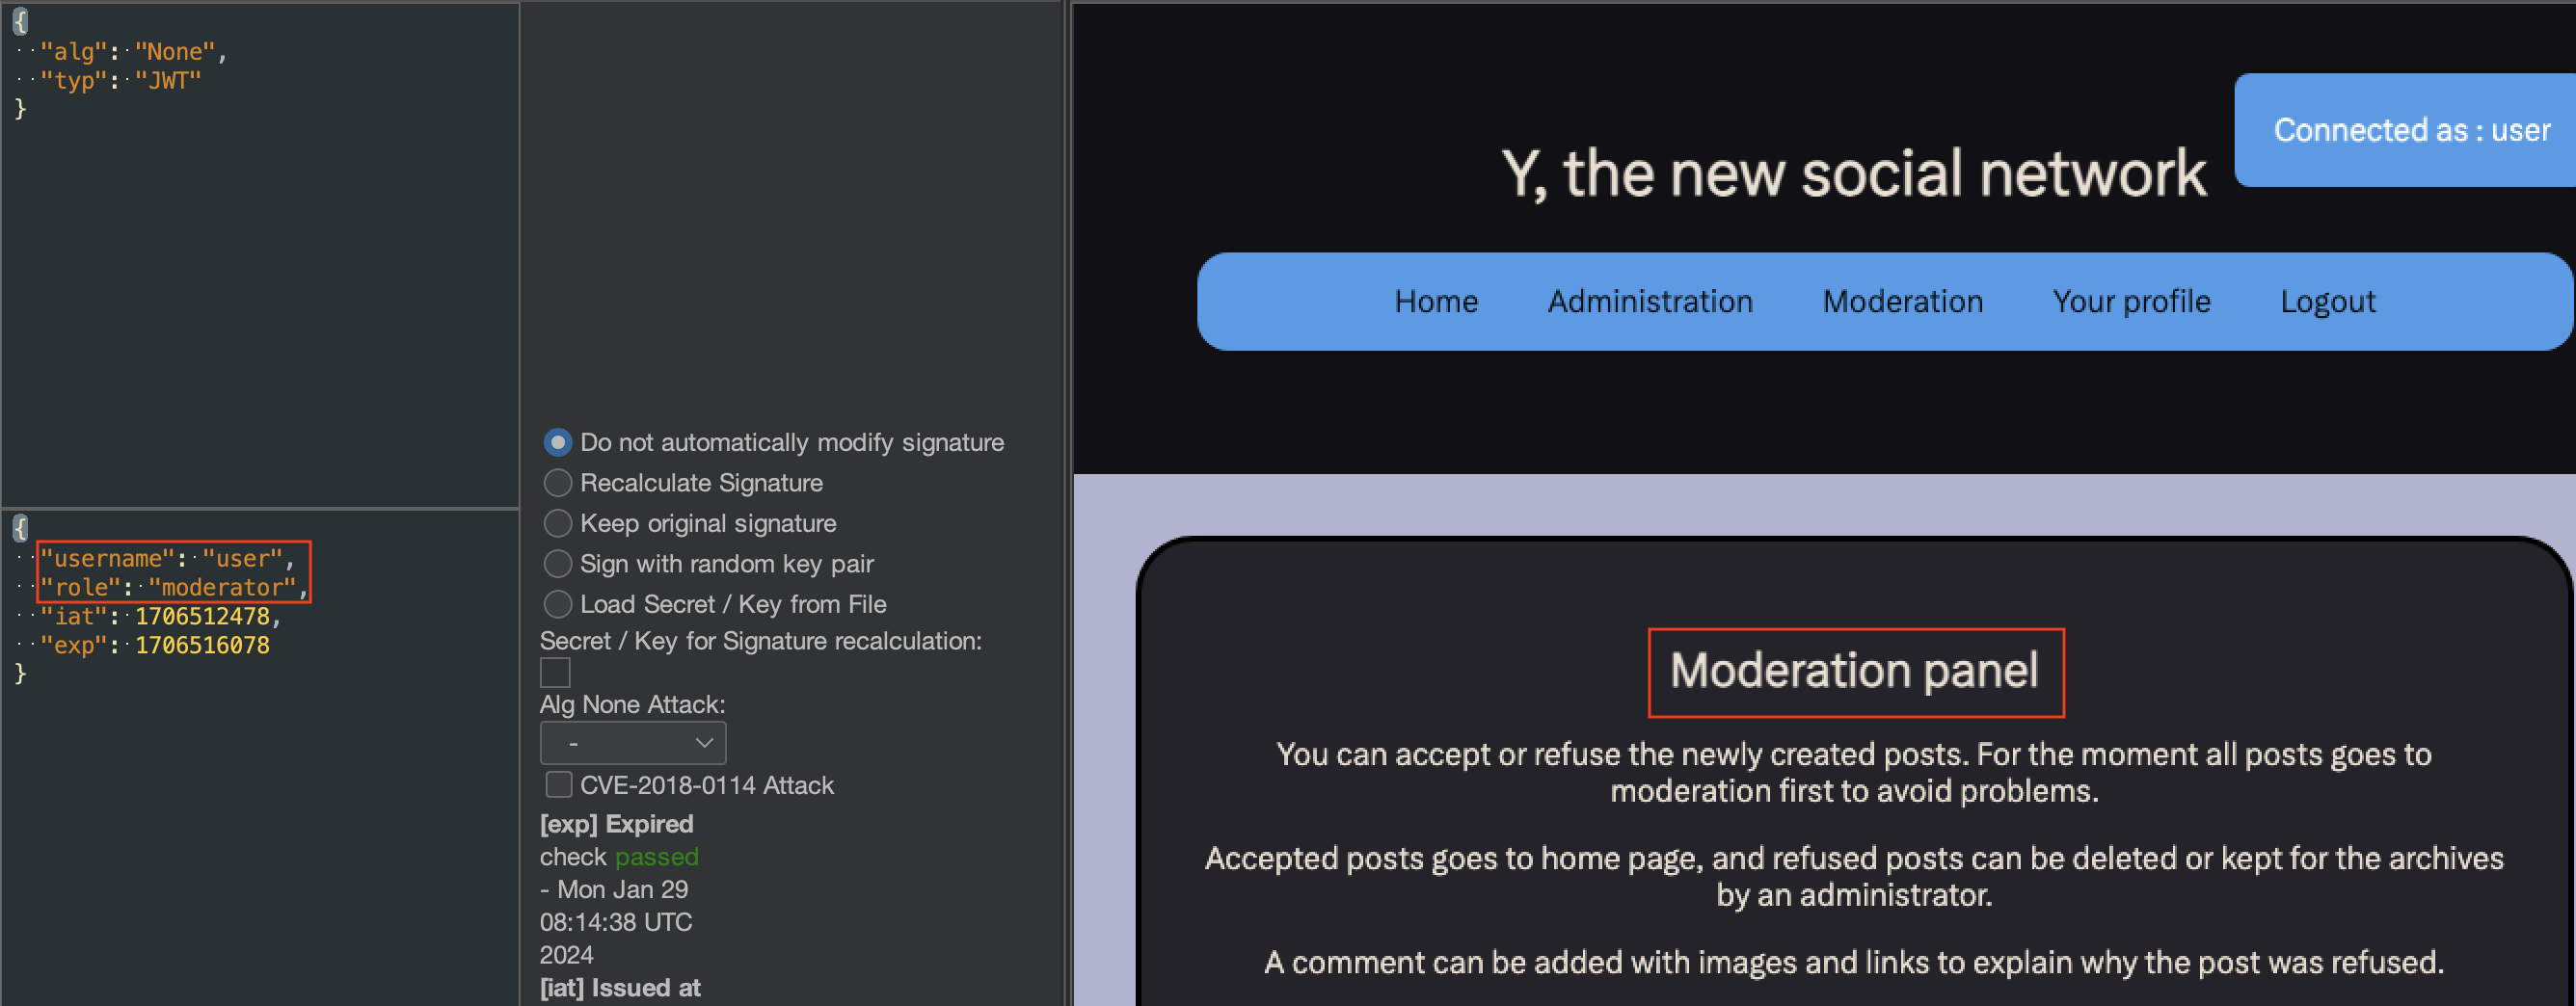 {
"alg": "None",
"typ": "JWT"
}
{
"username": "user",
"role": "moderator",
"iat": 1706512478,
"exp": 1706516078
}
Do not automatically modify signature
Recalculate Signature
Keep original signature
Sign with random key pair
Load Secret / Key from File
Secret / Key for Signature recalculation:
Alg None Attack:
-
CVE-2018-0114 Attack
[exp] Expired
check passed
- Mon Jan 29
08:14:38 UTC
2024
[iat] Issued at
Connected as : user
Y, the new social network
Home Administration Moderation Your profile Logout
Moderation panel
You can accept or refuse the newly created posts. For the moment all posts goes to
moderation first to avoid problems.
Accepted posts goes to home page, and refused posts can be deleted or kept for the archives
by an administrator.
A comment can be added with images and links to explain why the post was refused.